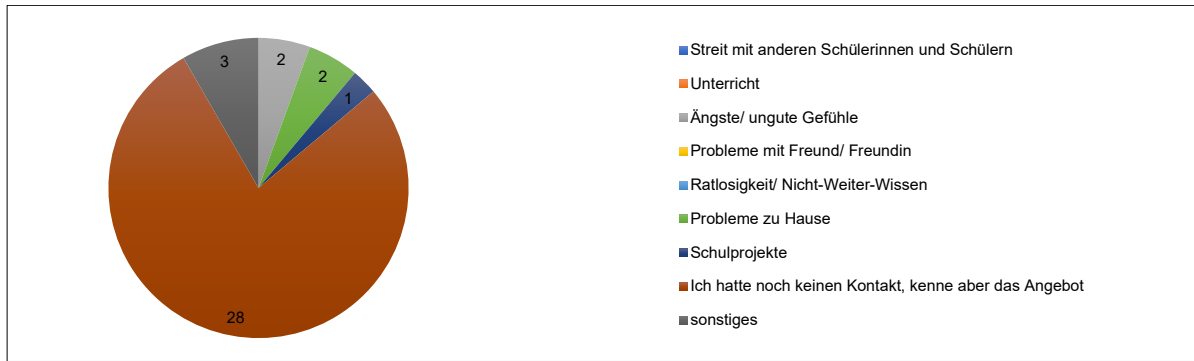 3
2
2
1
28
Streit mit anderen Schülerinnen und Schülern
Unterricht
Ängste/ ungute Gefühle
Probleme mit Freund/ Freundin
Ratlosigkeit/ Nicht-Weiter-Wissen
Probleme zu Hause
Schulprojekte
Ich hatte noch keinen Kontakt, kenne aber das Angebot
sonstiges